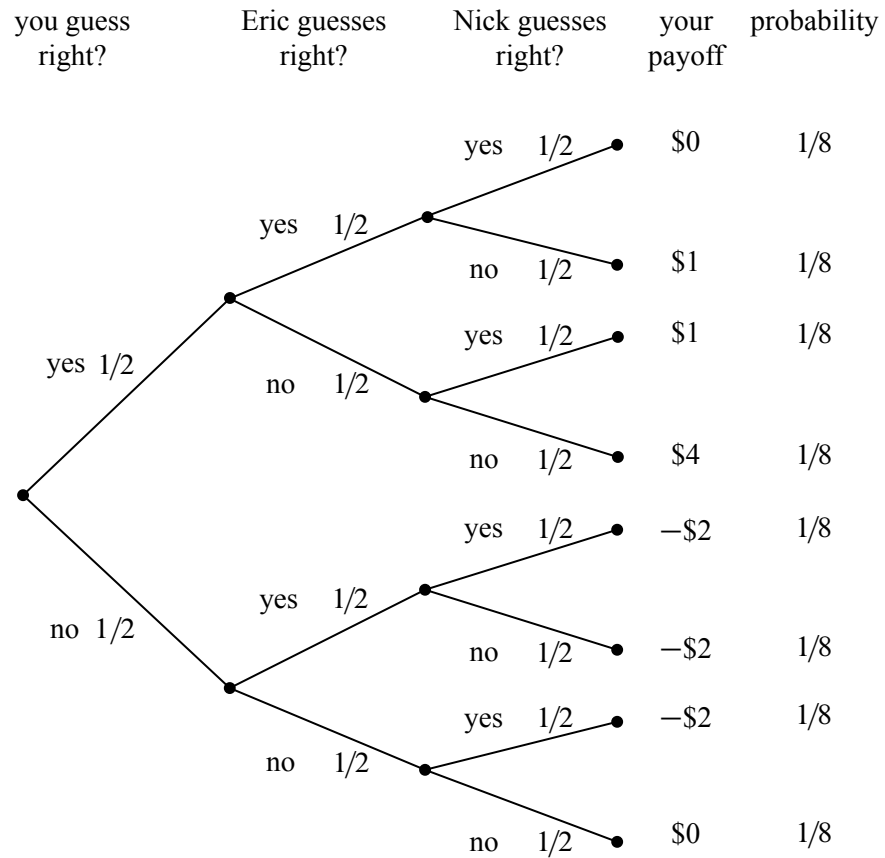 you guess Eric guesses Nick guesses your probability
right? right? right? payoff
yes 1/2 $0 1/8
yes 1/2
no 1/2 $1 1/8
yes 1/2 $1 1/8
yes 1/2
no 1/2
no 1/2 $4 1/8
yes 1/2 −$2 1/8
yes 1/2
no 1/2
no 1/2 −$2 1/8
yes 1/2 −$2 1/8
no 1/2
no 1/2 $0 1/8